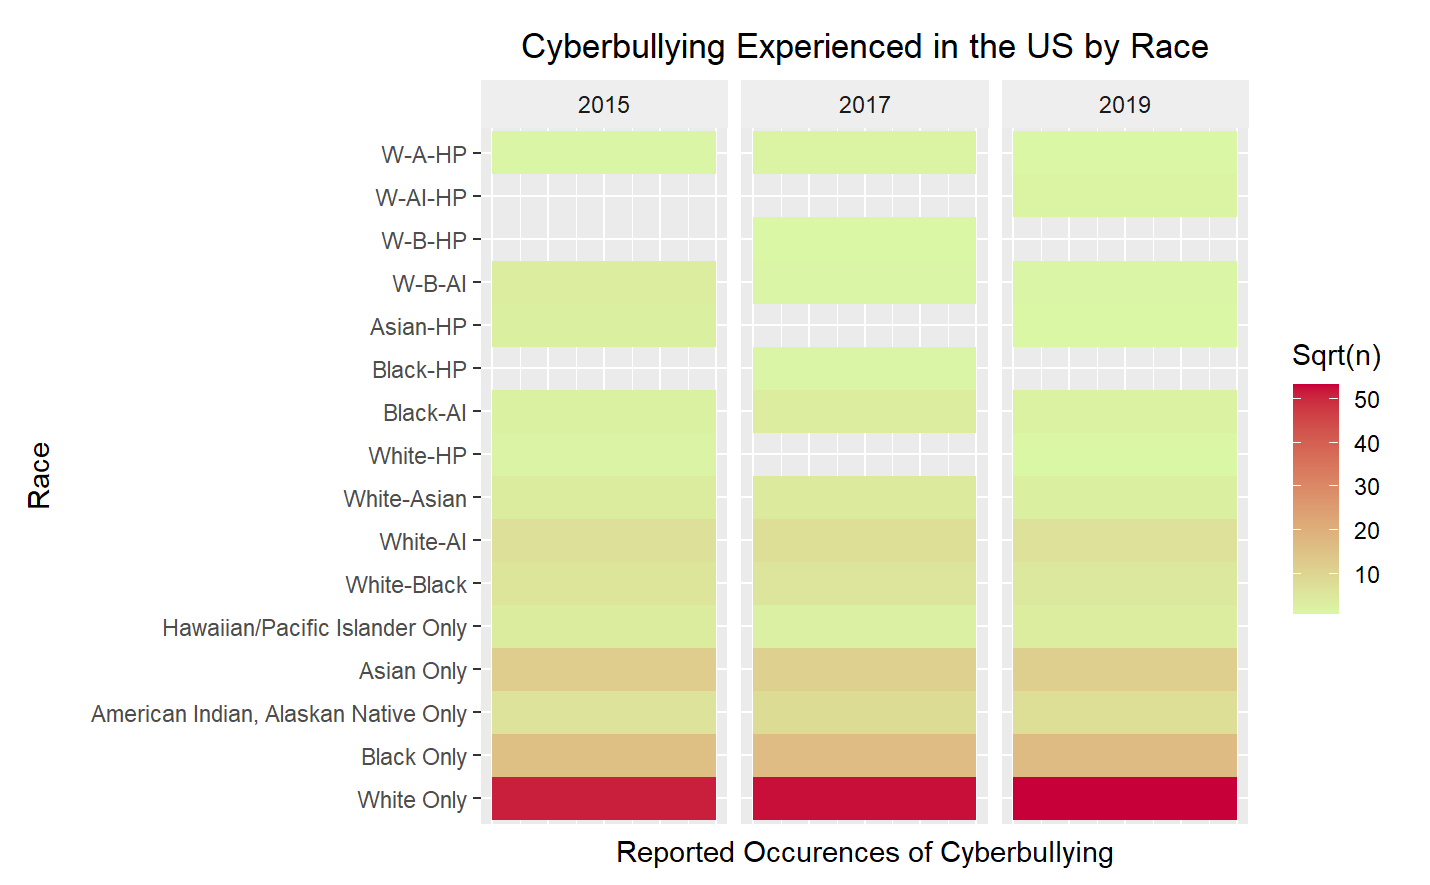 Cyberbullying Experienced in the US by Race
2015 2017 2019
W-A-HP
W-AI-HP
W-B-HP
W-B-AI
Asian-HP
Black-HP
Black-AI
White-HP
White-Asian
White-AI
White-Black
Hawaiian/Pacific Islander Only
Asian Only
American Indian, Alaskan Native Only
Black Only
White Only
Race
Reported Occurences of Cyberbullying
Sqrt(n)
50
40
30
20
10